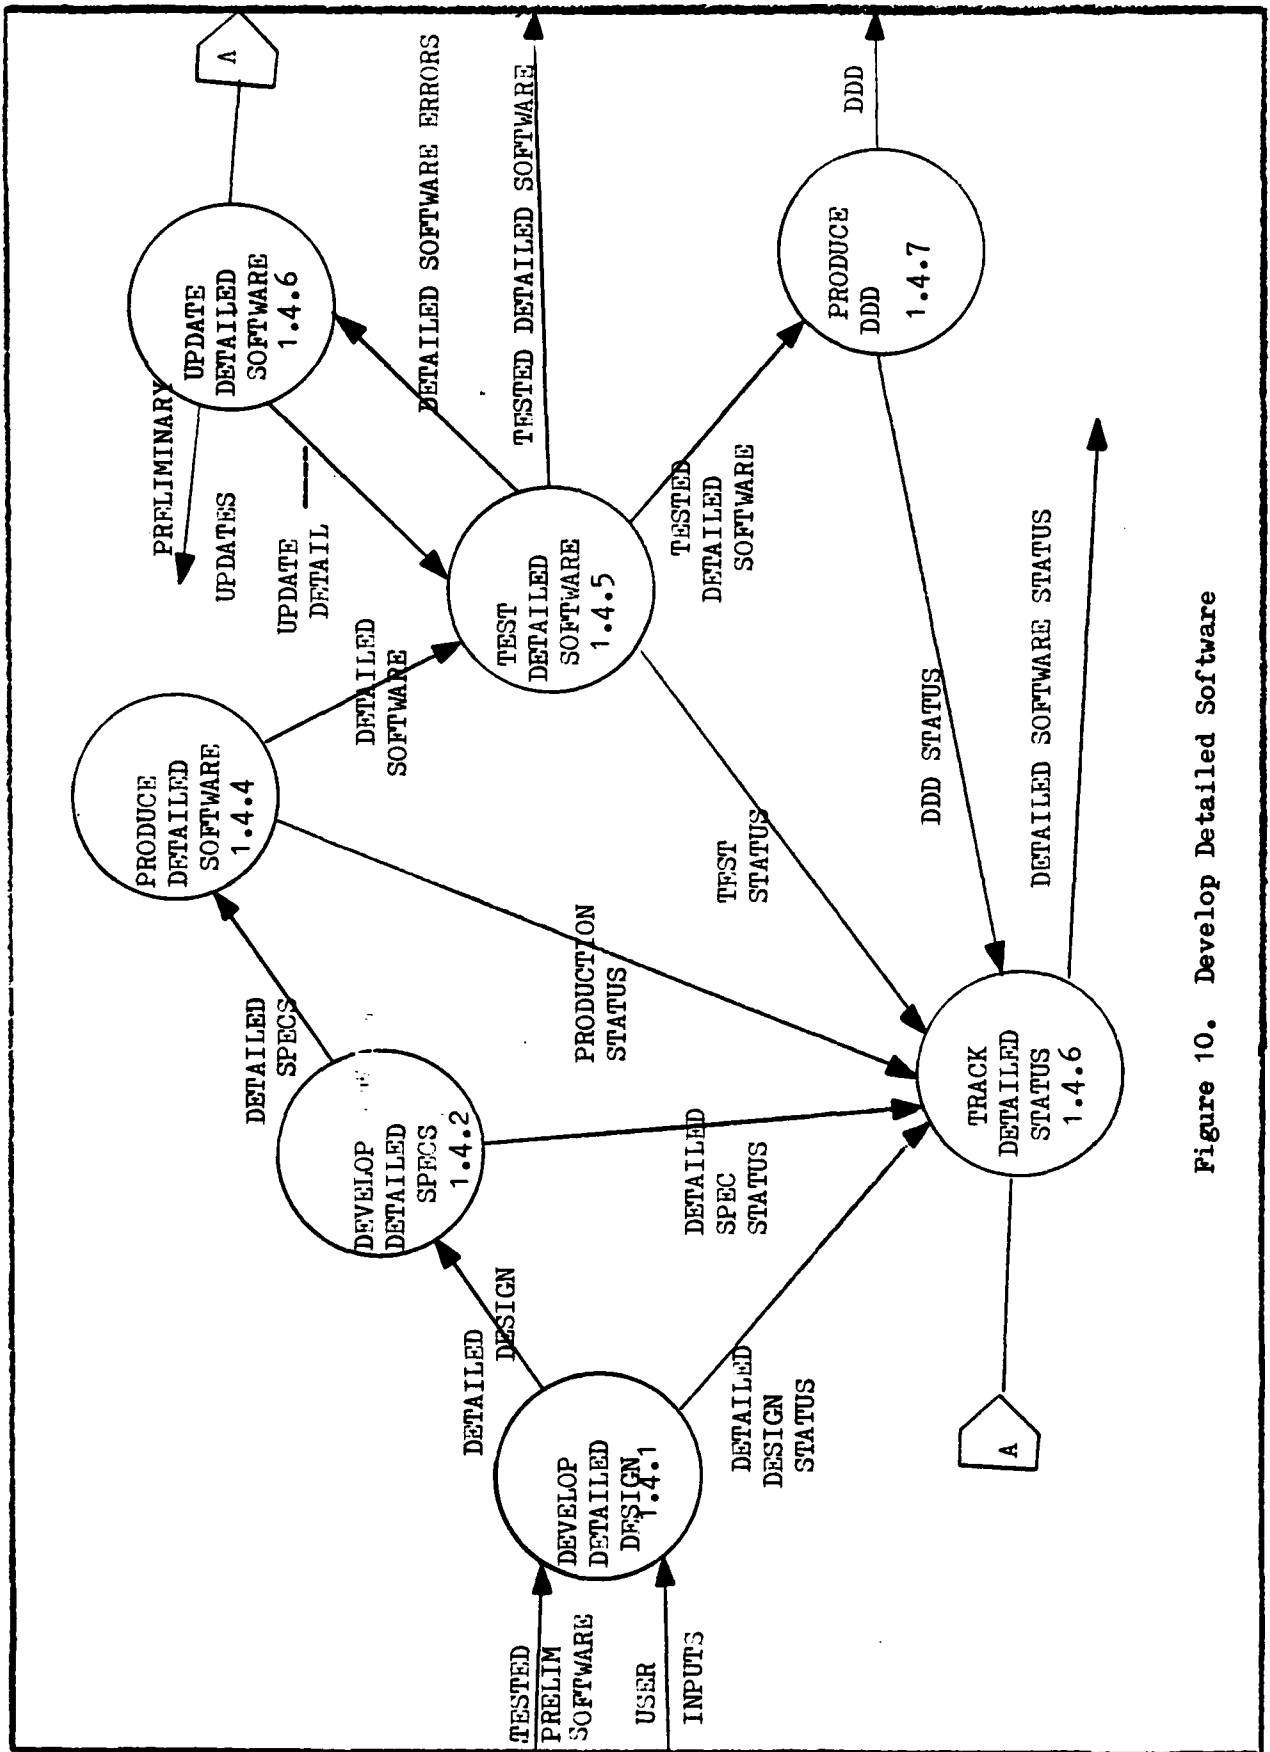 TESTED
PRELIM
SOFTWARE
USER
INPUTS
DEVELOP
DETAILED
DESIGN
1.4.1
DETAILED
DESIGN
DETAILED
DESIGN
STATUS
DEVELOP
DETAILED
SPECS
1.4.2
DETAILED
SPECS
DETAILED
SPEC
STATUS
PRODUCE
DETAILED
SOFTWARE
1.4.4
PRODUCTION
STATUS
DETAILED
SOFTWARE
TEST
DETAILED
SOFTWARE
1.4.5
TEST
STATUS
UPDATE
DETAIL
PRELIMINARY
UPDATES
UPDATE
DETAILED
SOFTWARE
1.4.6
A
DETAILED SOFTWARE ERRORS
TESTED DETAILED SOFTWARE
TESTED
DETAILED
SOFTWARE
PRODUCE
DDD
1.4.7
DDD
DDD STATUS
TRACK
DETAILED
STATUS
1.4.6
A
DETAILED SOFTWARE STATUS
Figure 10. Develop Detailed Software